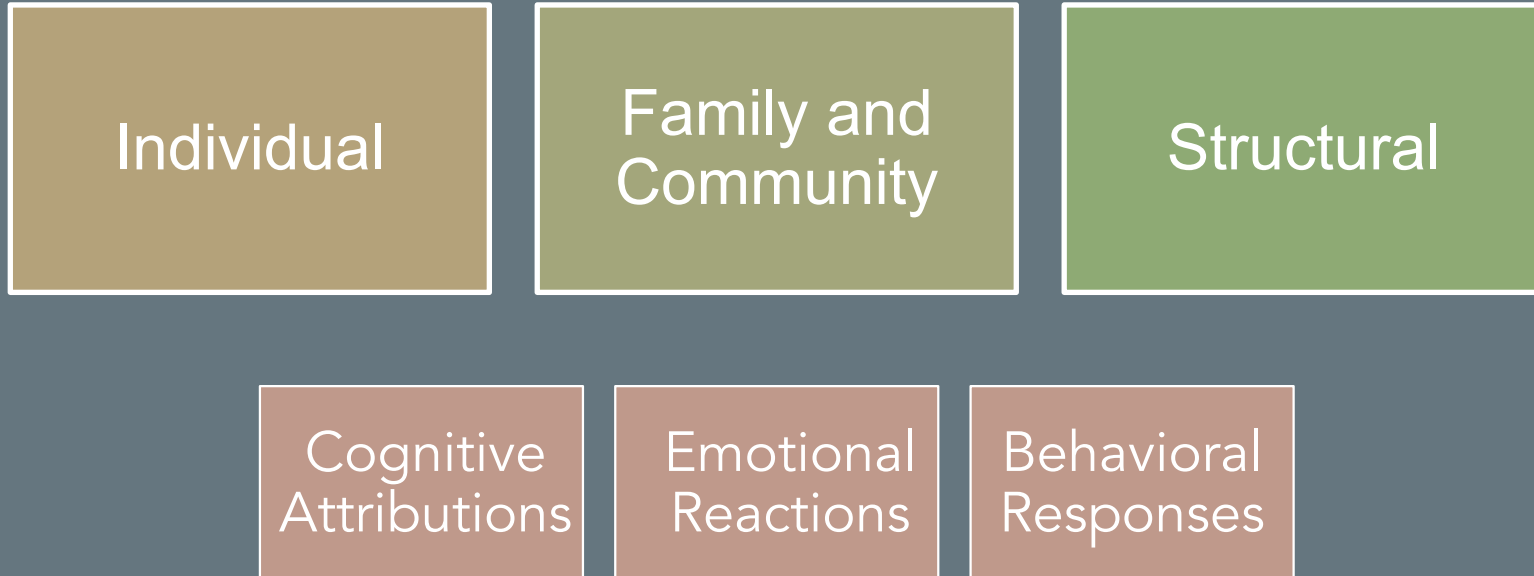 Individual
Family and
Community
Structural
Cognitive
Attributions
Emotional
Reactions
Behavioral
Responses